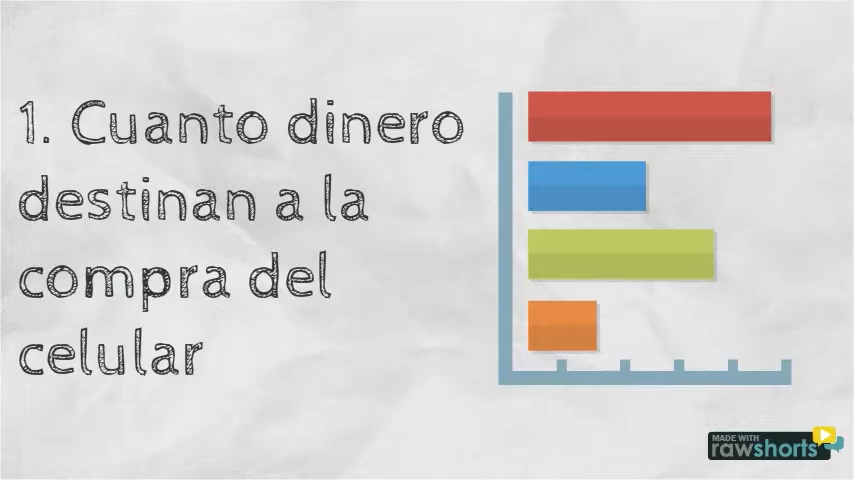 1. Cuanto dinero
destinan a la
compra del
celular
MADE WITH
rawshorts